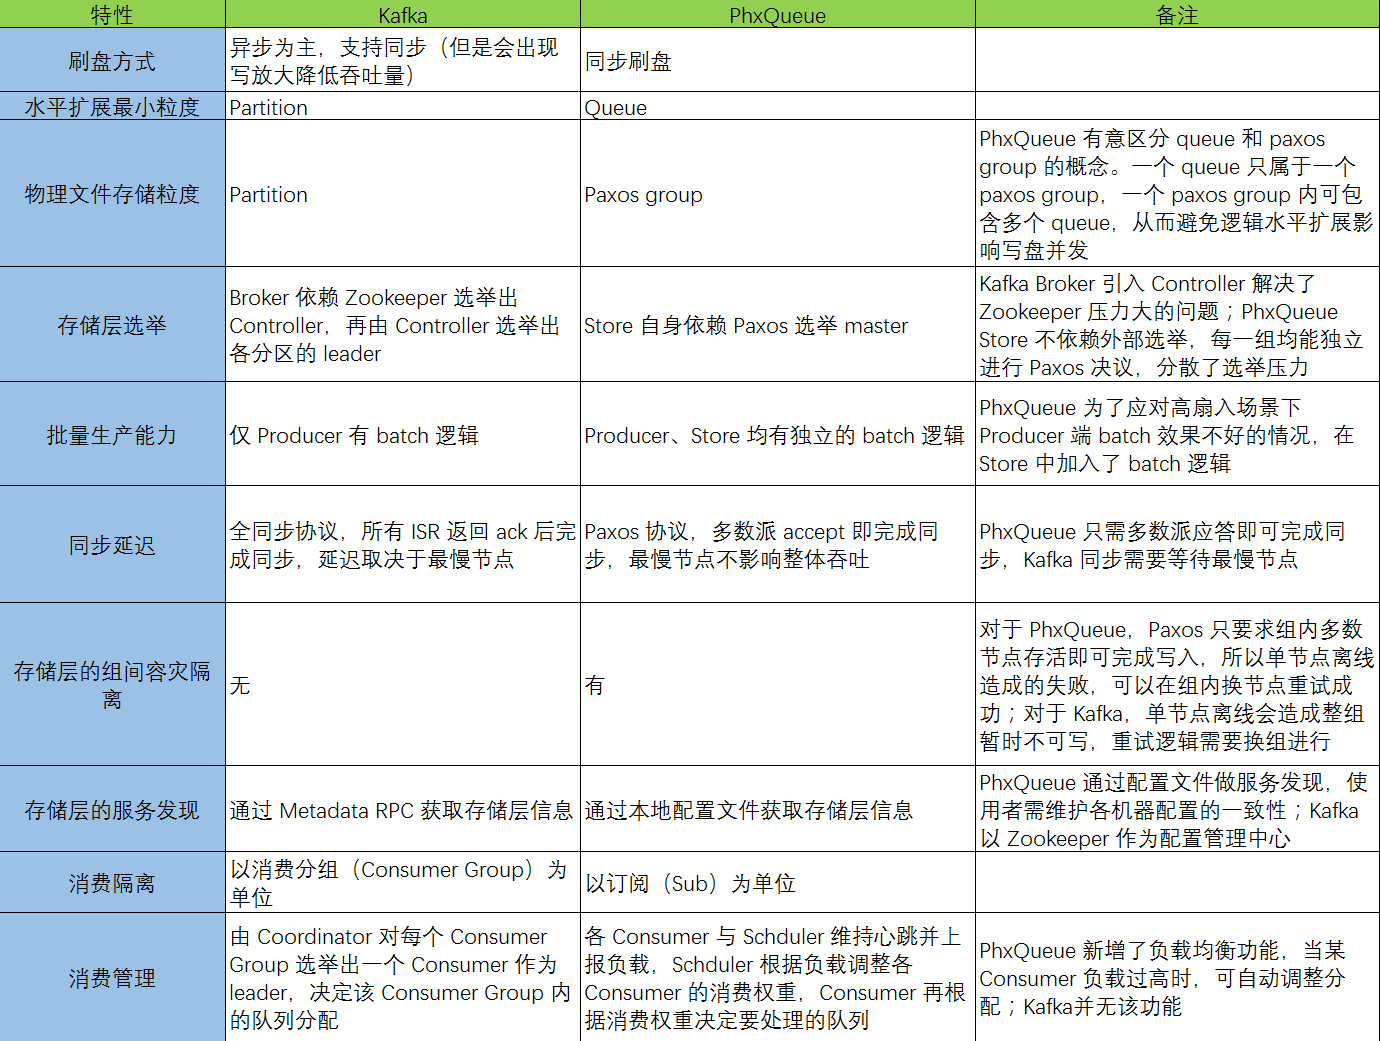 特性
Kafka
PhxQueue
备注
刷盘方式
异步为主，支持同步（但是会出现
写放大降低吞吐量）
同步刷盘
水平扩展最小粒度
Partition
Queue
物理文件存储粒度
Partition
Paxos group
PhxQueue 有意区分 queue 和 paxos
group 的概念。一个 queue 只属于一个
paxos group，一个 paxos group 内可包
含多个 queue，从而避免逻辑水平扩展影
响写盘并发
存储层选举
Broker 依赖 Zookeeper 选举出
Controller，再由 Controller 选举出
各分区的 leader
Store 自身依赖 Paxos 选举 master
Kafka Broker 引入 Controller 解决了
Zookeeper 压力大的问题；PhxQueue
Store 不依赖外部选举，每一组均能独立
进行 Paxos 决议，分散了选举压力
批量生产能力
仅 Producer 有 batch 逻辑
Producer、Store 均有独立的 batch 逻辑
PhxQueue 为了应对高扇入场景下
Producer 端 batch 效果不好的情况，在
Store 中加入了 batch 逻辑
同步延迟
全同步协议，所有 ISR 返回 ack 后完
成同步，延迟取决于最慢节点
Paxos 协议，多数派 accept 即完成同
步，最慢节点不影响整体吞吐
PhxQueue 只需多数派应答即可完成同
步，Kafka 同步需要等待最慢节点
存储层的组间容灾隔
离
无
有
对于 PhxQueue，Paxos 只要求组内多数
节点存活即可完成写入，所以单节点离线
造成的失败，可以在组内换节点重试成
功；对于 Kafka，单节点离线会造成整组
暂时不可写，重试逻辑需要换组进行
存储层的服务发现
通过 Metadata RPC 获取存储层信息
通过本地配置文件获取存储层信息
PhxQueue 通过配置文件做服务发现，使
用者需维护各机器配置的一致性；Kafka
以 Zookeeper 作为配置管理中心
消费隔离
以消费分组（Consumer Group）为
单位
以订阅（Sub）为单位
消费管理
由 Coordinator 对每个 Consumer
Group 选举出一个 Consumer 作为
leader，决定该 Consumer Group 内
的队列分配
各 Consumer 与 Schduler 维持心跳并上
报负载，Schduler 根据负载调整各
Consumer 的消费权重，Consumer 再根
据消费权重决定要处理的队列
PhxQueue 新增了负载均衡功能，当某
Consumer 负载过高时，可自动调整分
配；Kafka并无该功能